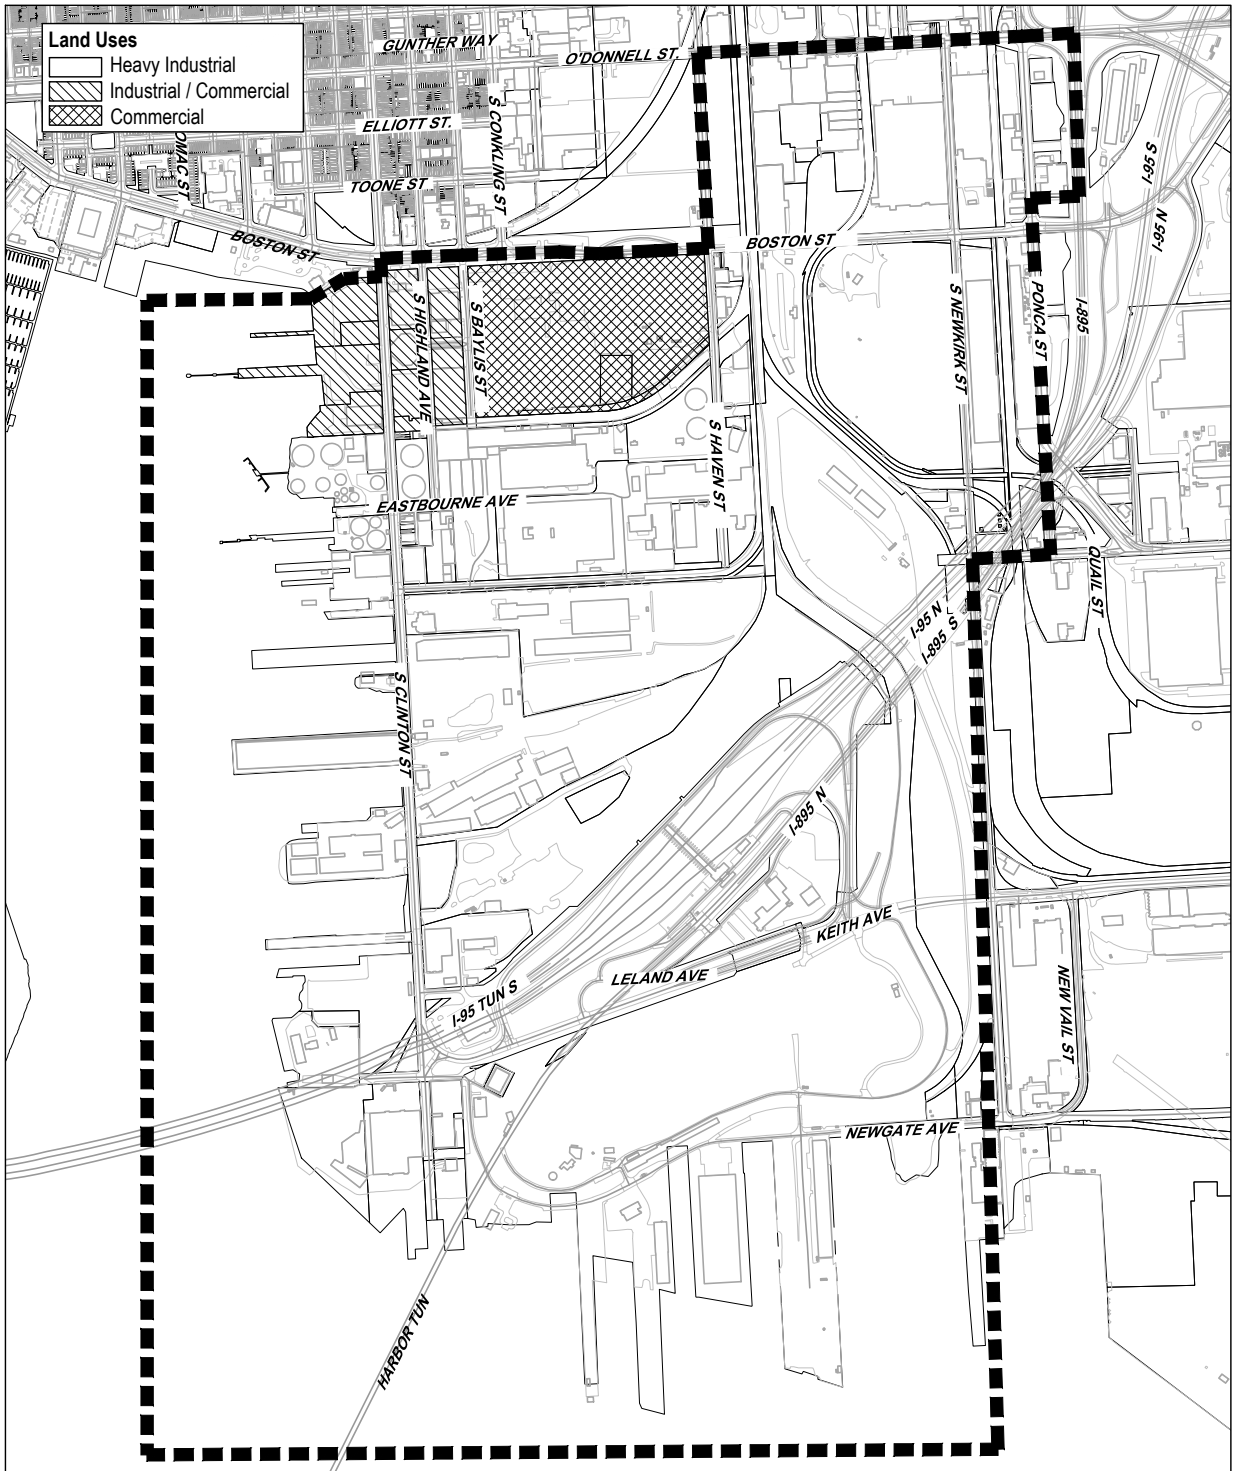 Land Uses
Heavy Industrial
Industrial / Commercial
Commercial
GUNTHER WAY
O'DONNELL ST.
S CONKLING ST
ELLIOTT ST.
OMAC ST
TOONE ST
BOSTON ST
BOSTON ST
I-95 S
I-95 N
S HIGHLAND AVE
S BAYLIS ST
S NEWKIRK ST
PONCA ST
I-895
S HAVEN ST
EASTBOURNE AVE
QUAIL ST
I-95 N
I-895 S
S CLINTON ST
I-895 N
KEITH AVE
LELAND AVE
I-95 TUN S
NEW VAIL ST
NEWGATE AVE
HARBOR TUN